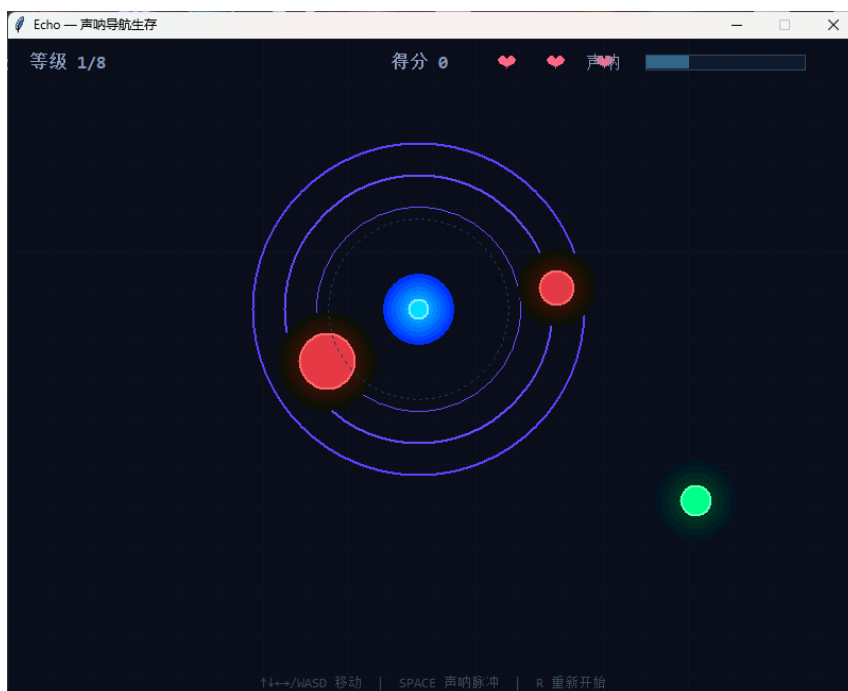 Echo — 声呐导航生存
等级 1/8 得分 0 声呐
↑↓←→/WASD 移动 | SPACE 声呐脉冲 | R 重新开始